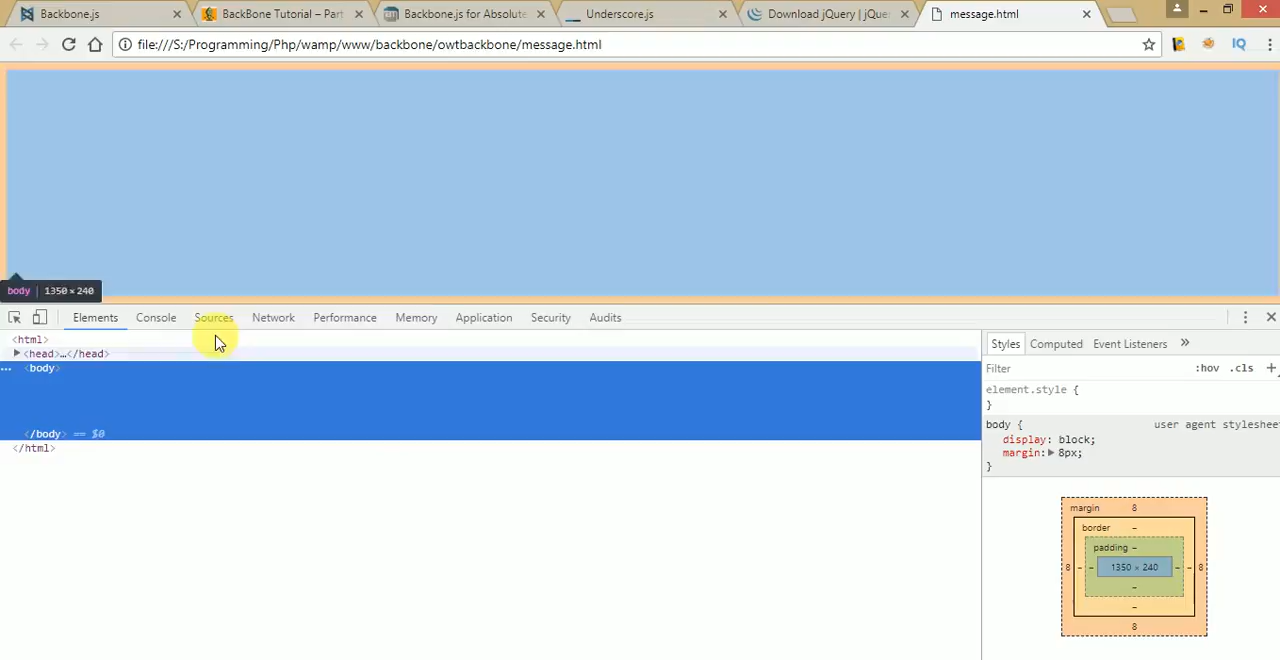 Backbone.js
BackBone Tutorial – Part
Backbone.js for Absolute
Underscore.js
Download jQuery | jQue
message.html
file:///S:/Programming/Php/wamp/www/backbone/owtbackbone/message.html
IQ
body | 1350 × 240
Elements Console Sources Network Performance Memory Application Security Audits
<html>
<head>…</head>
<body>
</body> == $0
</html>
Styles Computed Event Listeners »
Filter :hov .cls +
element.style {
}
body { user agent stylesheet
display: block;
margin: 8px;
}
margin 8
border –
padding –
8 – – 1350 × 240 – – 8
–
–
8